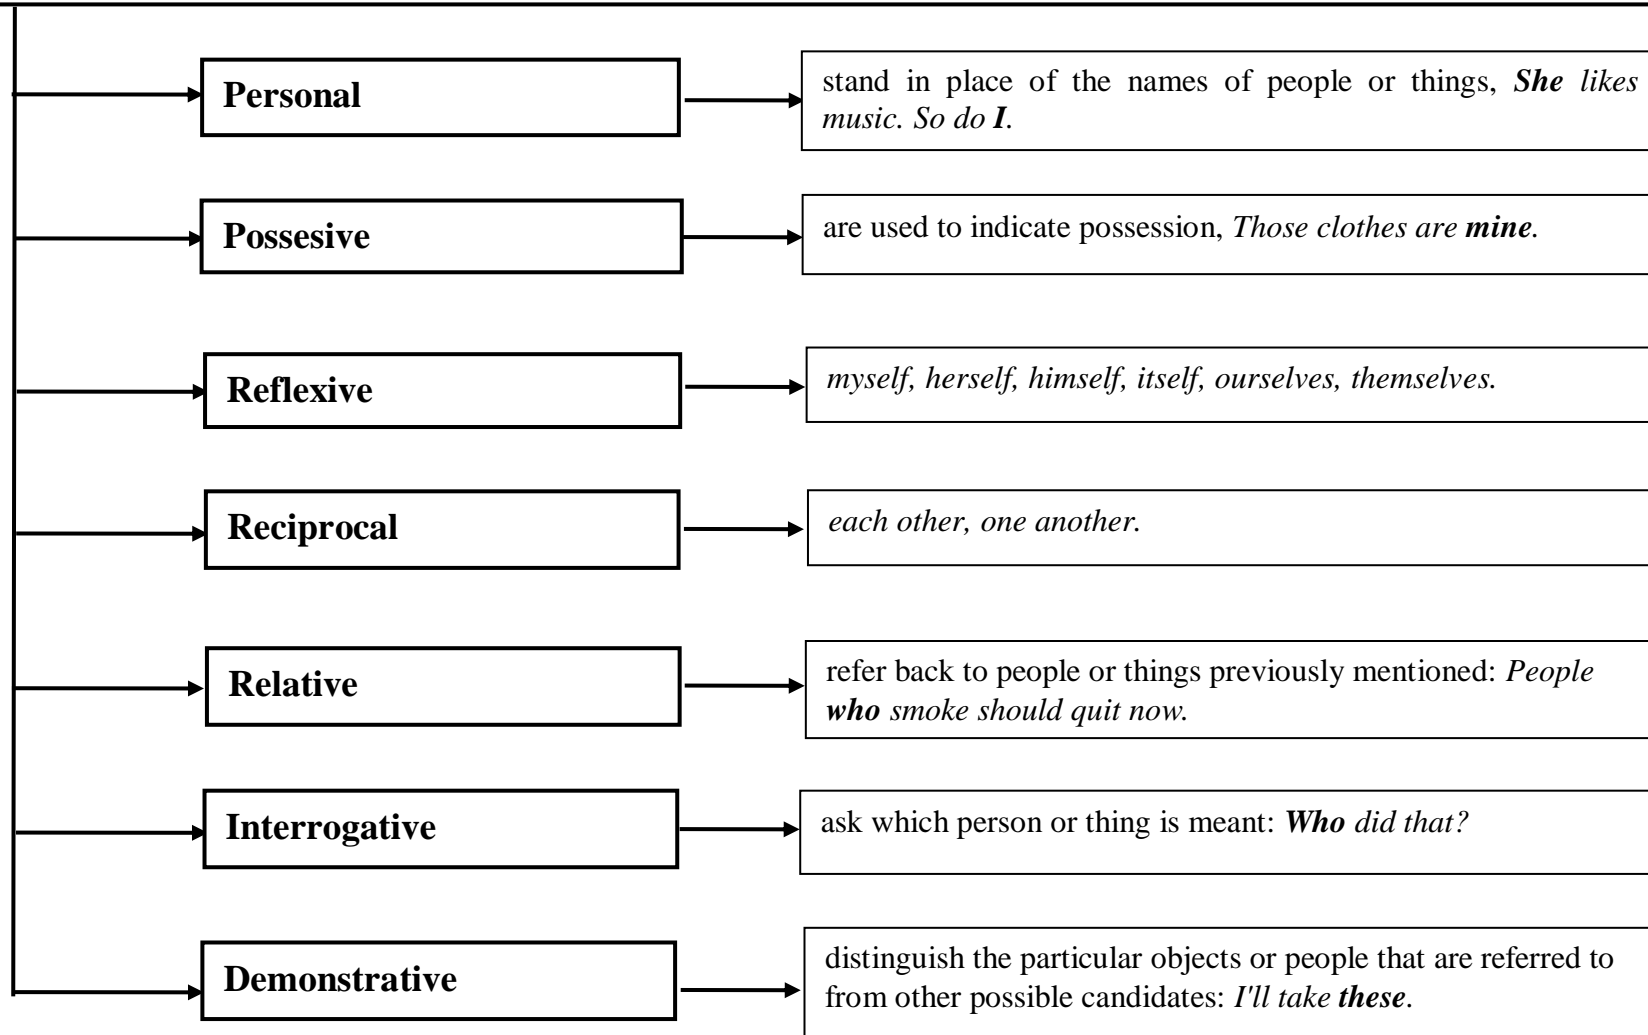 Personal
stand in place of the names of people or things, She likes
music. So do I.
Possesive
are used to indicate possession, Those clothes are mine.
Reflexive
myself, herself, himself, itself, ourselves, themselves.
Reciprocal
each other, one another.
Relative
refer back to people or things previously mentioned: People
who smoke should quit now.
Interrogative
ask which person or thing is meant: Who did that?
Demonstrative
distinguish the particular objects or people that are referred to
from other possible candidates: I'll take these.